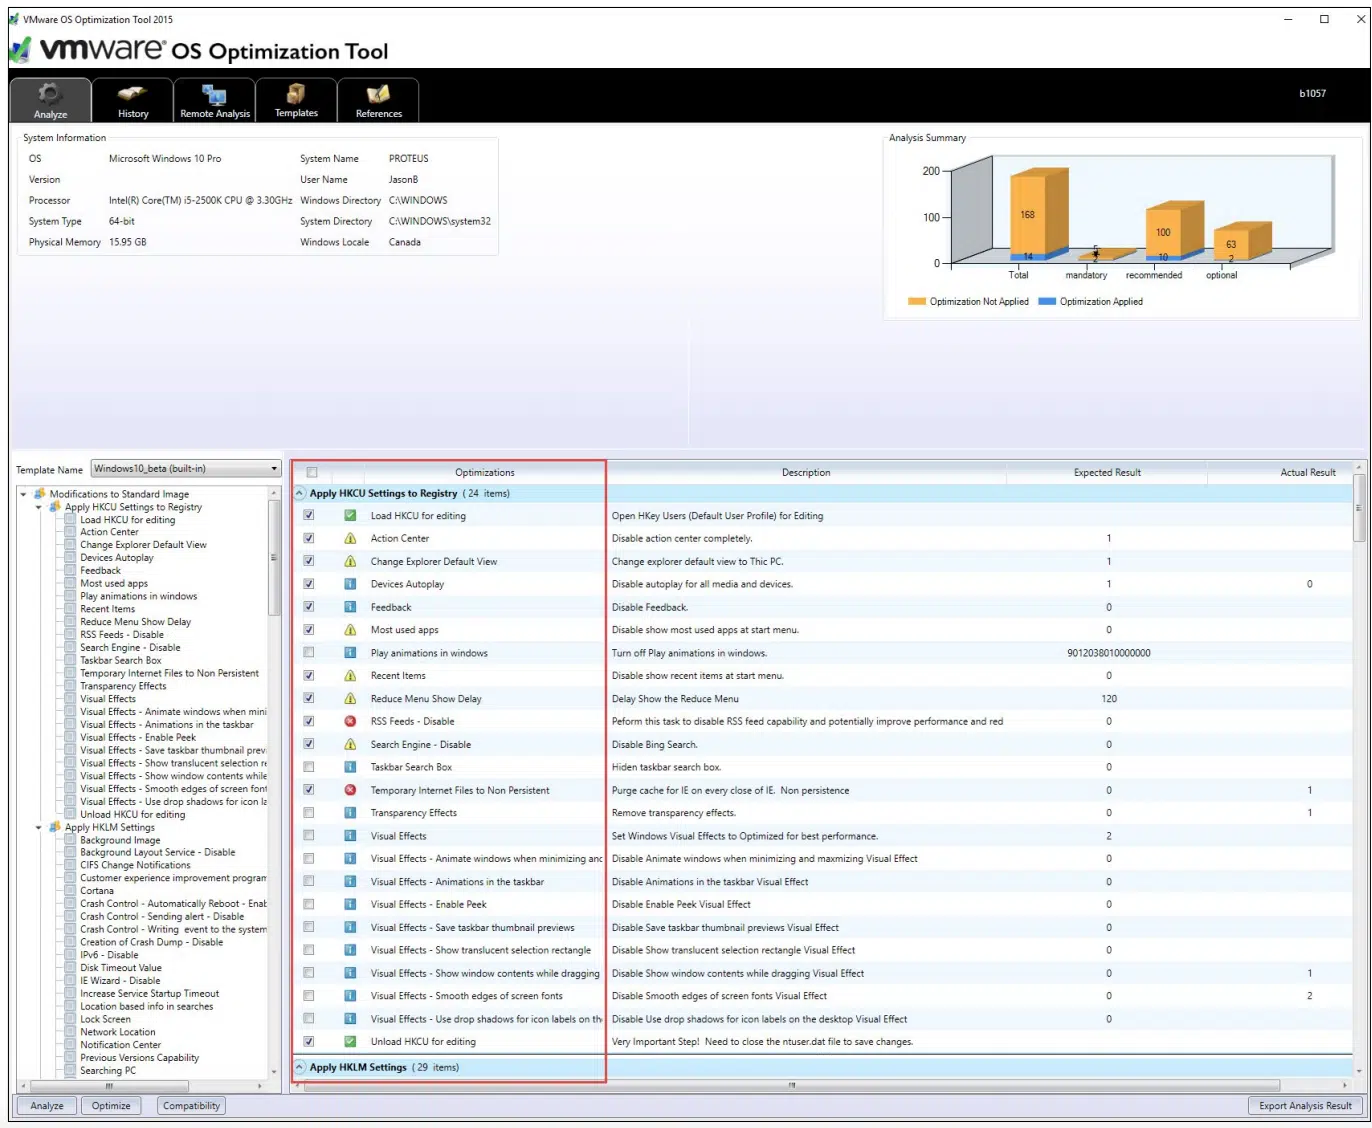 VMware OS Optimization Tool 2015
vmware® OS Optimization Tool
Analyze History Remote Analysis Templates References b1057
System Information
OS Microsoft Windows 10 Pro System Name PROTEUS
Version User Name JasonB
Processor Intel(R) Core(TM) i5-2500K CPU @ 3.30GHz Windows Directory C:\WINDOWS
System Type 64-bit System Directory C:\WINDOWS\system32
Physical Memory 15.95 GB Windows Locale Canada
Analysis Summary
200
100
0
168
14
5
2
100
10
63
2
Total mandatory recommended optional
Optimization Not Applied Optimization Applied
Template Name Windows10_beta (built-in)
Modifications to Standard Image
Apply HKCU Settings to Registry
Load HKCU for editing
Action Center
Change Explorer Default View
Devices Autoplay
Feedback
Most used apps
Play animations in windows
Recent Items
Reduce Menu Show Delay
RSS Feeds - Disable
Search Engine - Disable
Taskbar Search Box
Temporary Internet Files to Non Persistent
Transparency Effects
Visual Effects
Visual Effects - Animate windows when mini
Visual Effects - Animations in the taskbar
Visual Effects - Enable Peek
Visual Effects - Save taskbar thumbnail previ
Visual Effects - Show translucent selection re
Visual Effects - Show window contents while
Visual Effects - Smooth edges of screen font
Visual Effects - Use drop shadows for icon la
Unload HKCU for editing
Apply HKLM Settings
Background Image
Background Layout Service - Disable
CIFS Change Notifications
Customer experience improvement program
Cortana
Crash Control - Automatically Reboot - Enab
Crash Control - Sending alert - Disable
Crash Control - Writing event to the system
Creation of Crash Dump - Disable
IPv6 - Disable
Disk Timeout Value
IE Wizard - Disable
Increase Service Startup Timeout
Location based info in searches
Lock Screen
Network Location
Notification Center
Previous Versions Capability
Searching PC
Optimizations Description Expected Result Actual Result
Apply HKCU Settings to Registry ( 24 items)
Load HKCU for editing Open HKey Users (Default User Profile) for Editing
Action Center Disable action center completely. 1
Change Explorer Default View Change explorer default view to Thic PC. 1
Devices Autoplay Disable autoplay for all media and devices. 1 0
Feedback Disable Feedback. 0
Most used apps Disable show most used apps at start menu. 0
Play animations in windows Turn off Play animations in windows. 9012038010000000
Recent Items Disable show recent items at start menu. 0
Reduce Menu Show Delay Delay Show the Reduce Menu 120
RSS Feeds - Disable Peform this task to disable RSS feed capability and potentially improve performance and red
Search Engine - Disable Disable Bing Search. 0
Taskbar Search Box Hiden taskbar search box. 0
Temporary Internet Files to Non Persistent Purge cache for IE on every close of IE. Non persistence 0 1
Transparency Effects Remove transparency effects. 0 1
Visual Effects Set Windows Visual Effects to Optimized for best performance. 2
Visual Effects - Animate windows when minimizing and Disable Animate windows when minimizing and maxmizing Visual Effect 0
Visual Effects - Animations in the taskbar Disable Animations in the taskbar Visual Effect 0
Visual Effects - Enable Peek Disable Enable Peek Visual Effect 0
Visual Effects - Save taskbar thumbnail previews Disable Save taskbar thumbnail previews Visual Effect 0
Visual Effects - Show translucent selection rectangle Disable Show translucent selection rectangle Visual Effect 0
Visual Effects - Show window contents while dragging Disable Show window contents while dragging Visual Effect 0 1
Visual Effects - Smooth edges of screen fonts Disable Smooth edges of screen fonts Visual Effect 0 2
Visual Effects - Use drop shadows for icon labels on the Disable Use drop shadows for icon labels on the desktop Visual Effect 0
Unload HKCU for editing Very Important Step! Need to close the ntuser.dat file to save changes.
Apply HKLM Settings ( 29 items)
Analyze Optimize Compatibility Export Analysis Result